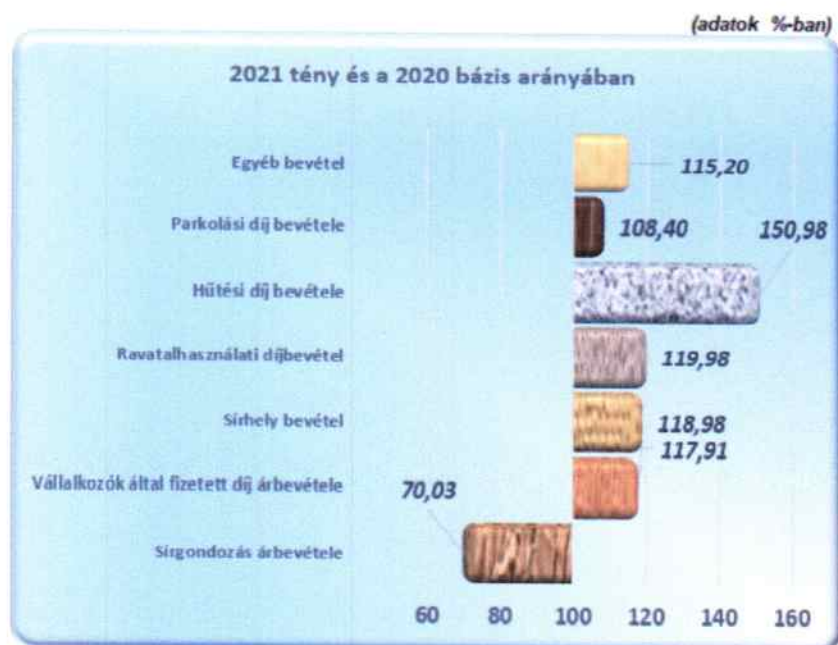 (adatok %-ban)
2021 tény és a 2020 bázis arányában
Egyéb bevétel
115,20
Parkolási díj bevétele
108,40
150,98
Hűtési díj bevétele
Ravatalhasználati díjbevétel
119,98
Sírhely bevétel
118,98
117,91
Vállalkozók által fizetett díj árbevétele
70,03
Sírgondozás árbevétele
60 80 100 120 140 160